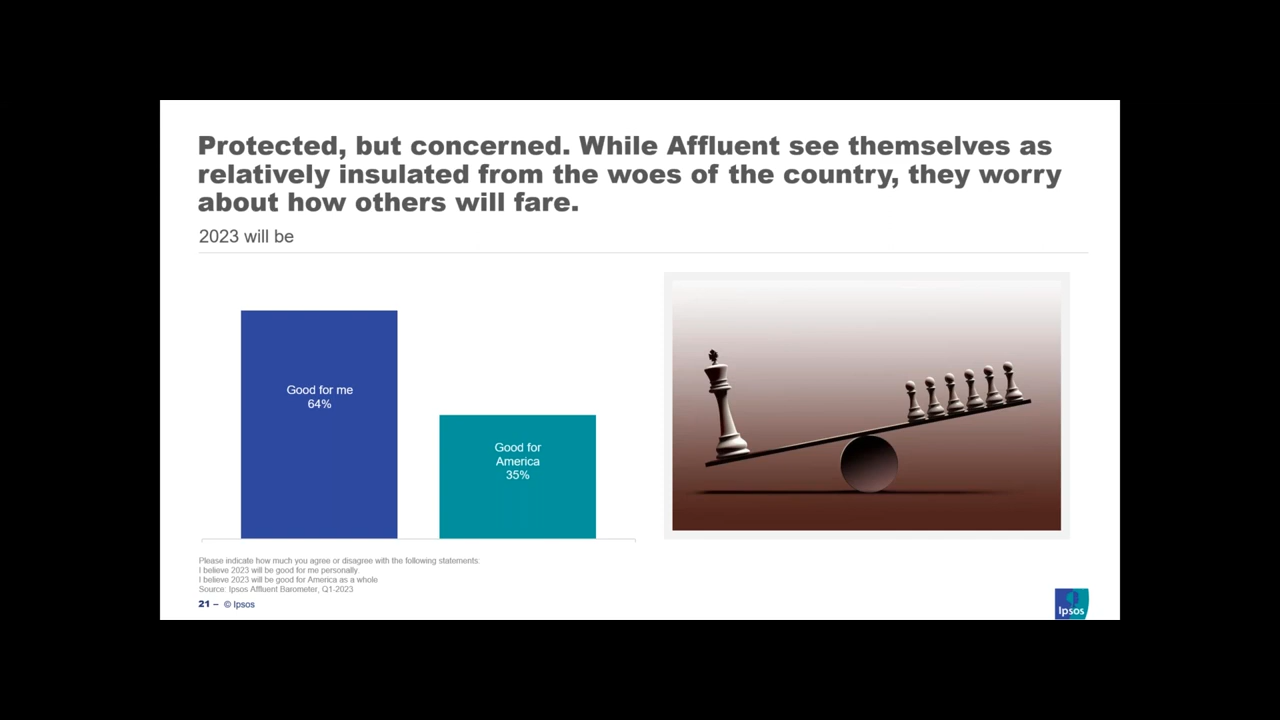 Protected, but concerned. While Affluent see themselves as
relatively insulated from the woes of the country, they worry
about how others will fare.
2023 will be
Good for me
64%
Good for
America
35%
Please indicate how much you agree or disagree with the following statements:
I believe 2023 will be good for me personally
I believe 2023 will be good for America as a whole
Source: Ipsos Affluent Barometer, Q1-2023
21 – © Ipsos
Ipsos